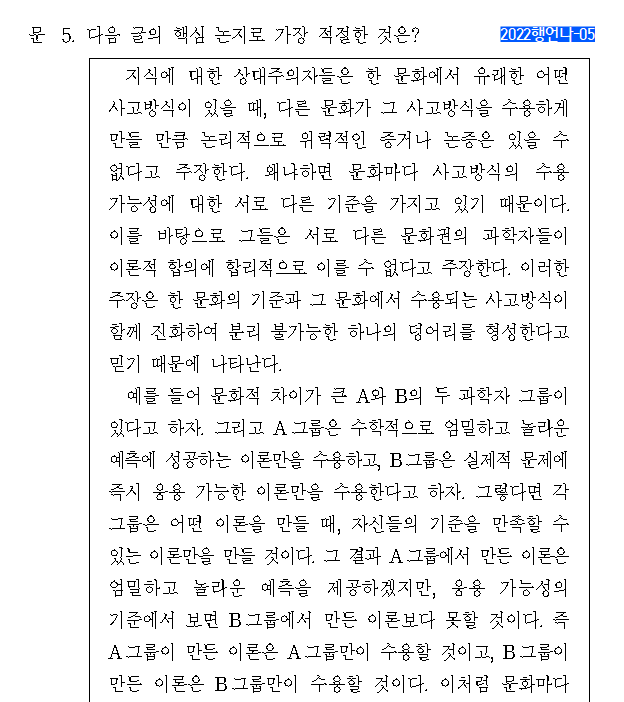 문 5. 다음 글의 핵심 논지로 가장 적절한 것은?
2022행언나-05
지식에 대한 상대주의자들은 한 문화에서 유래한 어떤
사고방식이 있을 때, 다른 문화가 그 사고방식을 수용하게
만들 만큼 논리적으로 위력적인 증거나 논증은 있을 수
없다고 주장한다. 왜냐하면 문화마다 사고방식의 수용
가능성에 대한 서로 다른 기준을 가지고 있기 때문이다.
이를 바탕으로 그들은 서로 다른 문화권의 과학자들이
이론적 합의에 합리적으로 이를 수 없다고 주장한다. 이러한
주장은 한 문화의 기준과 그 문화에서 수용되는 사고방식이
함께 진화하여 분리 불가능한 하나의 덩어리를 형성한다고
믿기 때문에 나타난다.
예를 들어 문화적 차이가 큰 A와 B의 두 과학자 그룹이
있다고 하자. 그리고 A그룹은 수학적으로 엄밀하고 놀라운
예측에 성공하는 이론만을 수용하고, B그룹은 실제적 문제에
즉시 응용 가능한 이론만을 수용한다고 하자. 그렇다면 각
그룹은 어떤 이론을 만들 때, 자신들의 기준을 만족할 수
있는 이론만을 만들 것이다. 그 결과 A그룹에서 만든 이론은
엄밀하고 놀라운 예측을 제공하겠지만, 응용 가능성의
기준에서 보면 B그룹에서 만든 이론보다 못할 것이다. 즉
A그룹이 만든 이론은 A그룹만이 수용할 것이고, B그룹이
만든 이론은 B그룹만이 수용할 것이다. 이처럼 문화마다